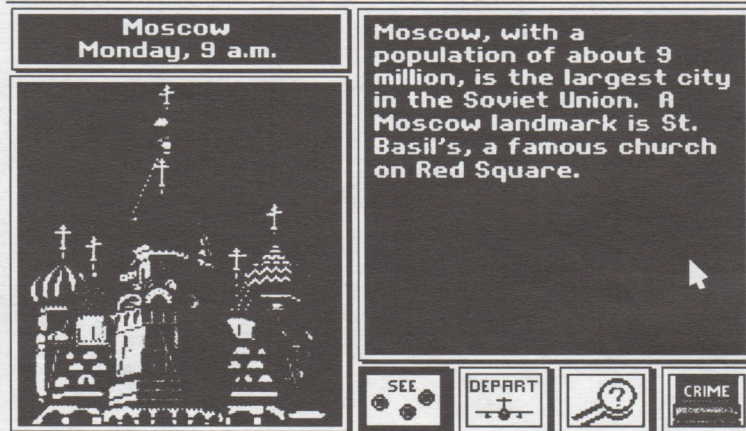 Moscow
Monday, 9 a.m.
Moscow, with a
population of about 9
million, is the largest city
in the Soviet Union.  A
Moscow landmark is St.
Basil's, a famous church
on Red Square.
SEE
DEPART
?
CRIME